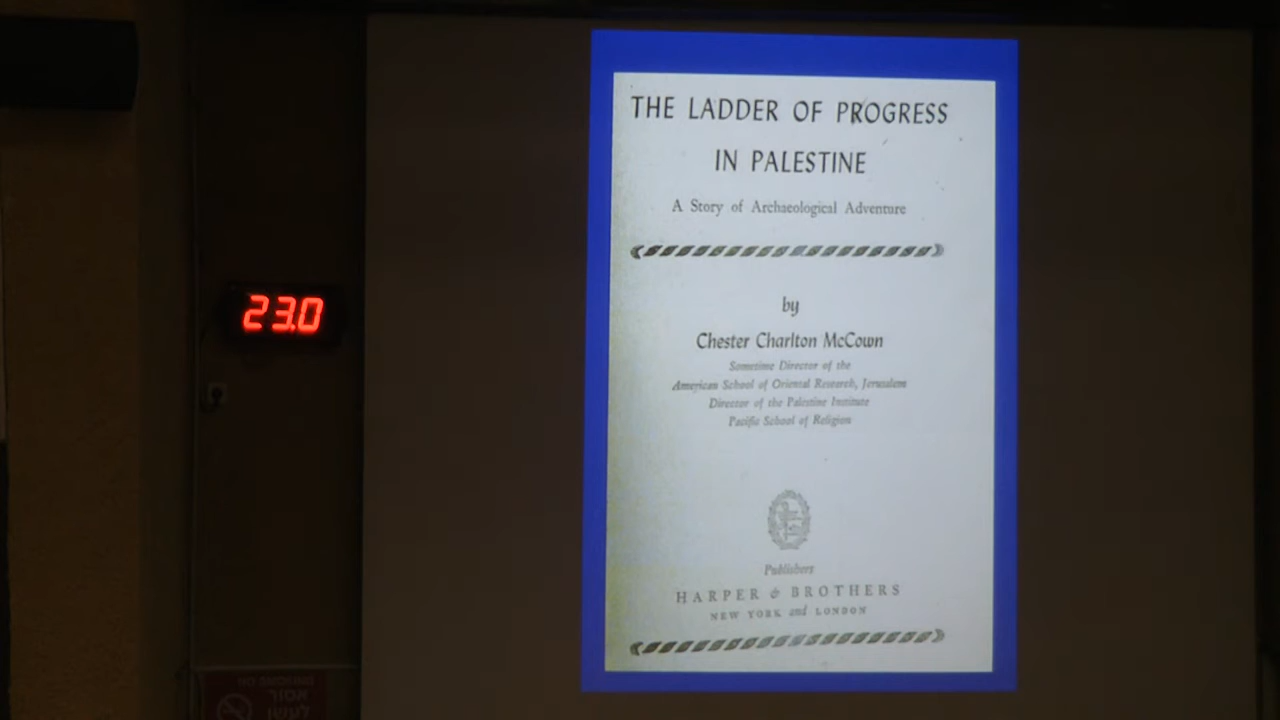 THE LADDER OF PROGRESS
IN PALESTINE
A Story of Archaeological Adventure
by
Chester Charlton McCown
Sometime Director of the
American School of Oriental Research, Jerusalem
Director of the Palestine Institute
Pacific School of Religion
Publishers
HARPER & BROTHERS
NEW YORK and LONDON
23.0
אסור
לעשן